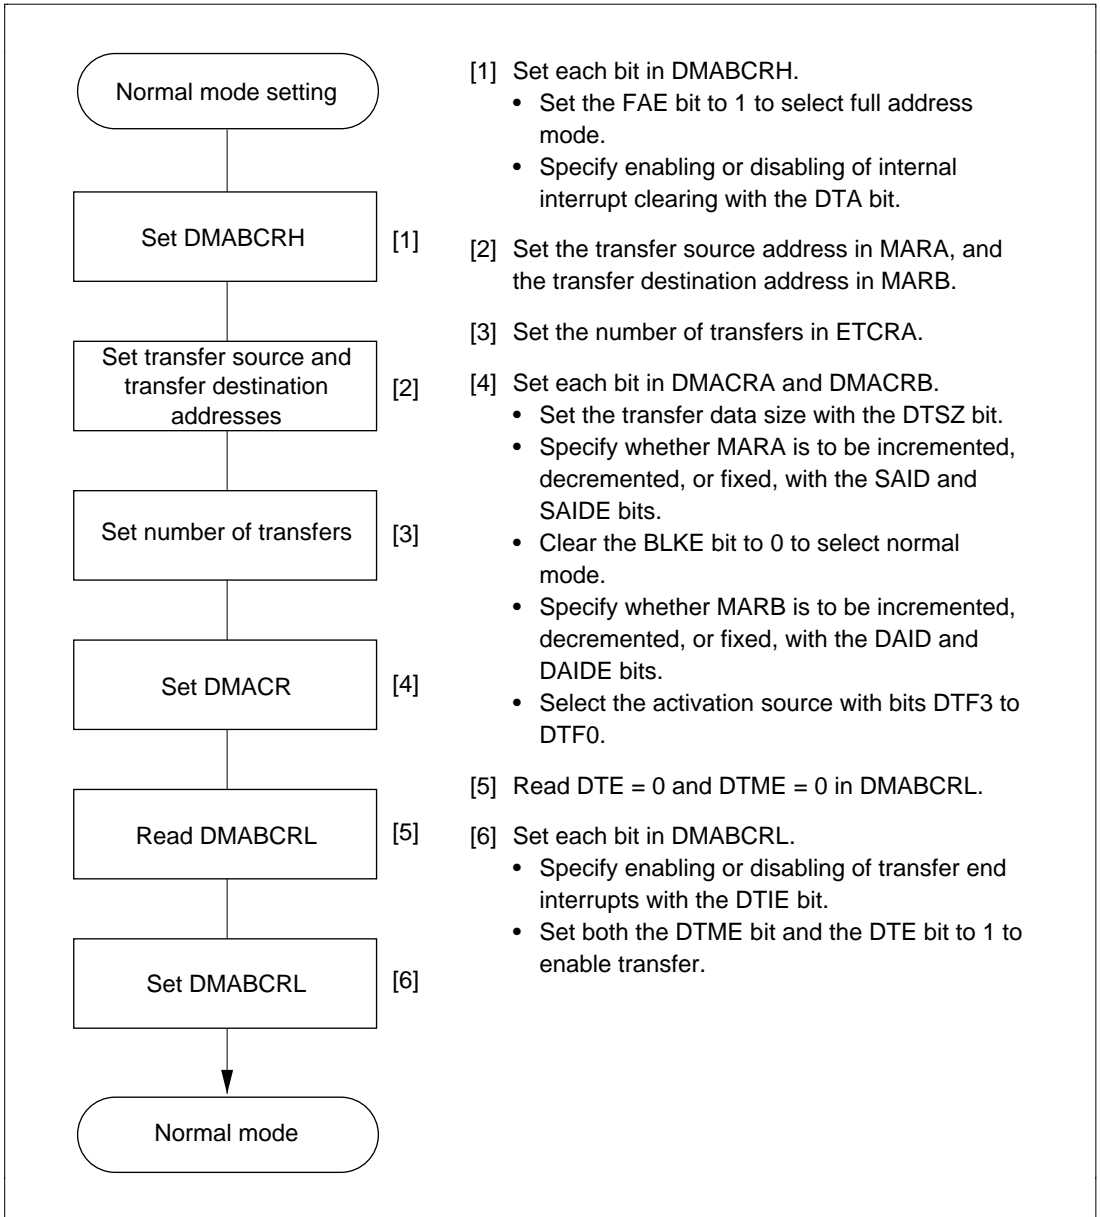 Normal mode setting
Set DMABCRH [1]
Set transfer source and
transfer destination
addresses
[2]
Set number of transfers [3]
Set DMACR [4]
Read DMABCRL [5]
Set DMABCRL [6]
Normal mode
[1] Set each bit in DMABCRH.
• Set the FAE bit to 1 to select full address
mode.
• Specify enabling or disabling of internal
interrupt clearing with the DTA bit.
[2] Set the transfer source address in MARA, and
the transfer destination address in MARB.
[3] Set the number of transfers in ETCRA.
[4] Set each bit in DMACRA and DMACRB.
• Set the transfer data size with the DTSZ bit.
• Specify whether MARA is to be incremented,
decremented, or fixed, with the SAID and
SAIDE bits.
• Clear the BLKE bit to 0 to select normal
mode.
• Specify whether MARB is to be incremented,
decremented, or fixed, with the DAID and
DAIDE bits.
• Select the activation source with bits DTF3 to
DTF0.
[5] Read DTE = 0 and DTME = 0 in DMABCRL.
[6] Set each bit in DMABCRL.
• Specify enabling or disabling of transfer end
interrupts with the DTIE bit.
• Set both the DTME bit and the DTE bit to 1 to
enable transfer.